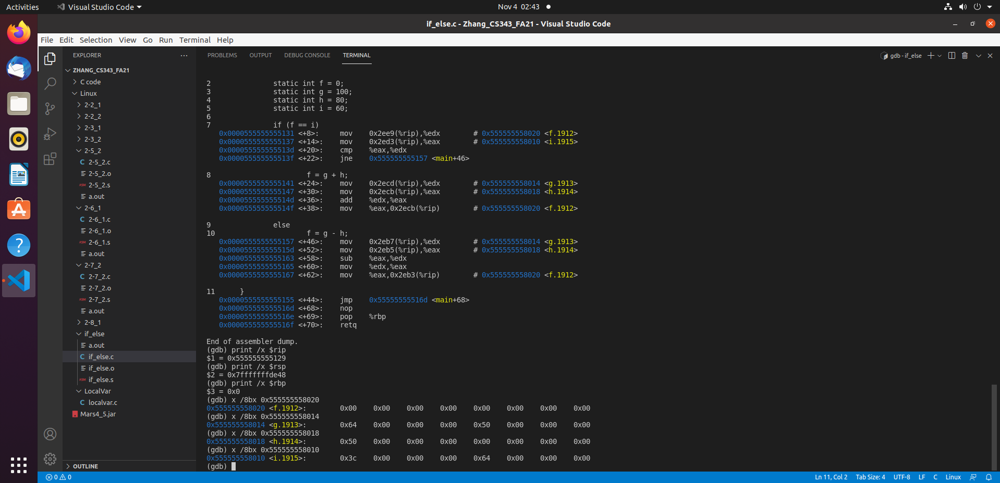 Activities
Visual Studio Code
Nov 4 02:43
if_else.c - Zhang_CS343_FA21 - Visual Studio Code
File Edit Selection View Go Run Terminal Help
EXPLORER
ZHANG_CS343_FA21
C code
Linux
2-2_1
2-2_2
2-3_1
2-3_2
2-5_2
C 2-5_2.c
2-5_2.o
ASM 2-5_2.s
a.out
2-6_1
C 2-6_1.c
2-6_1.o
ASM 2-6_1.s
a.out
2-7_2
C 2-7_2.c
2-7_2.o
ASM 2-7_2.s
a.out
2-8_1
if_else
a.out
C if_else.c
if_else.o
ASM if_else.s
LocalVar
C localvar.c
Mars4_5.jar
OUTLINE
PROBLEMS OUTPUT DEBUG CONSOLE TERMINAL
gdb - if_else
2 static int f = 0;
3 static int g = 100;
4 static int h = 80;
5 static int i = 60;
6
7 if (f == i)
0x0000555555555131 <+8>: mov 0x2ee9(%rip),%edx # 0x555555558020 <f.1912>
0x0000555555555137 <+14>: mov 0x2ed3(%rip),%eax # 0x555555558010 <i.1915>
0x000055555555513d <+20>: cmp %eax,%edx
0x000055555555513f <+22>: jne 0x555555555157 <main+46>
8 f = g + h;
0x0000555555555141 <+24>: mov 0x2ecd(%rip),%edx # 0x555555558014 <g.1913>
0x0000555555555147 <+30>: mov 0x2ecb(%rip),%eax # 0x555555558018 <h.1914>
0x000055555555514d <+36>: add %edx,%eax
0x000055555555514f <+38>: mov %eax,0x2ecb(%rip) # 0x555555558020 <f.1912>
9 else
10 f = g - h;
0x0000555555555157 <+46>: mov 0x2eb7(%rip),%edx # 0x555555558014 <g.1913>
0x000055555555515d <+52>: mov 0x2eb5(%rip),%eax # 0x555555558018 <h.1914>
0x0000555555555163 <+58>: sub %eax,%edx
0x0000555555555165 <+60>: mov %edx,%eax
0x0000555555555167 <+62>: mov %eax,0x2eb3(%rip) # 0x555555558020 <f.1912>
11 }
0x0000555555555155 <+44>: jmp 0x55555555516d <main+68>
0x000055555555516d <+68>: nop
0x000055555555516e <+69>: pop %rbp
0x000055555555516f <+70>: retq
End of assembler dump.
(gdb) print /x $rip
$1 = 0x555555555129
(gdb) print /x $rsp
$2 = 0x7fffffffde48
(gdb) print /x $rbp
$3 = 0x0
(gdb) x /8bx 0x555555558020
0x555555558020 <f.1912>: 0x00 0x00 0x00 0x00 0x00 0x00 0x00 0x00
(gdb) x /8bx 0x555555558014
0x555555558014 <g.1913>: 0x64 0x00 0x00 0x00 0x50 0x00 0x00 0x00
(gdb) x /8bx 0x555555558018
0x555555558018 <h.1914>: 0x50 0x00 0x00 0x00 0x00 0x00 0x00 0x00
(gdb) x /8bx 0x555555558010
0x555555558010 <i.1915>: 0x3c 0x00 0x00 0x00 0x64 0x00 0x00 0x00
(gdb)
0 0
Ln 11, Col 2 Tab Size: 4 UTF-8 LF C Linux